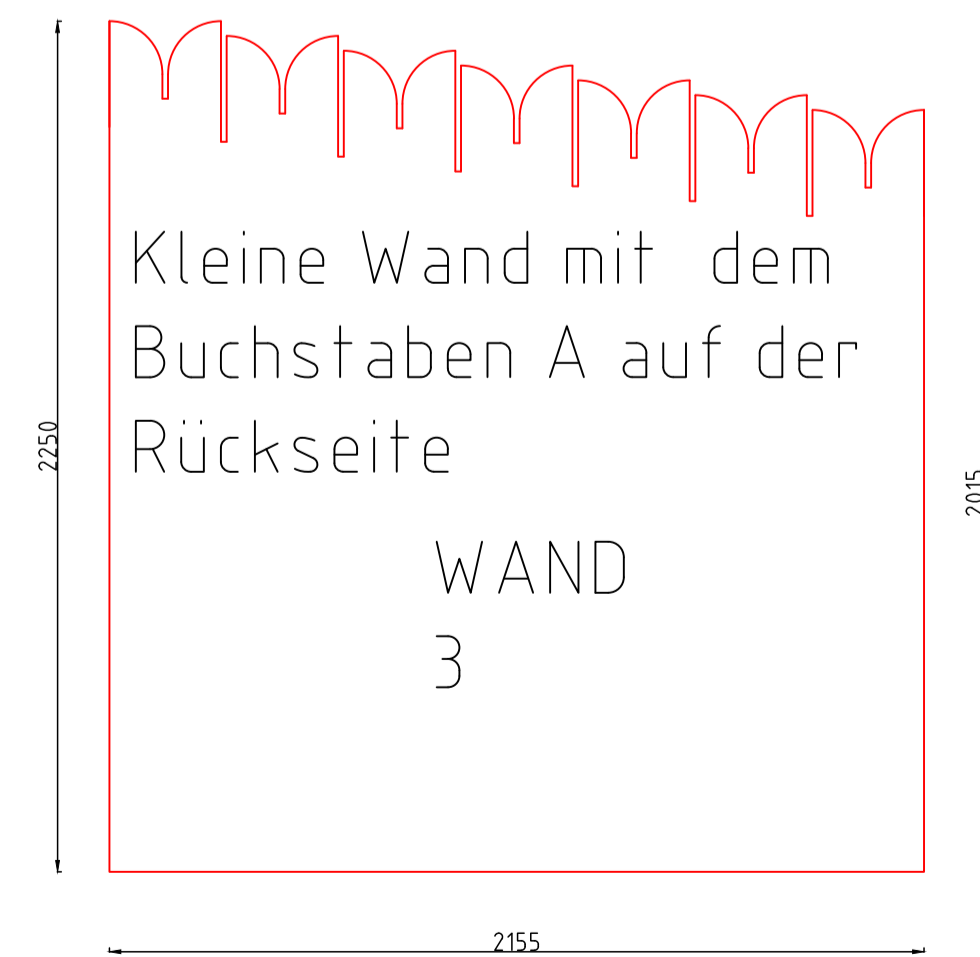 Kleine Wand mit dem
Buchstaben A auf der
Rückseite
WAND
3
2250
2015
2155